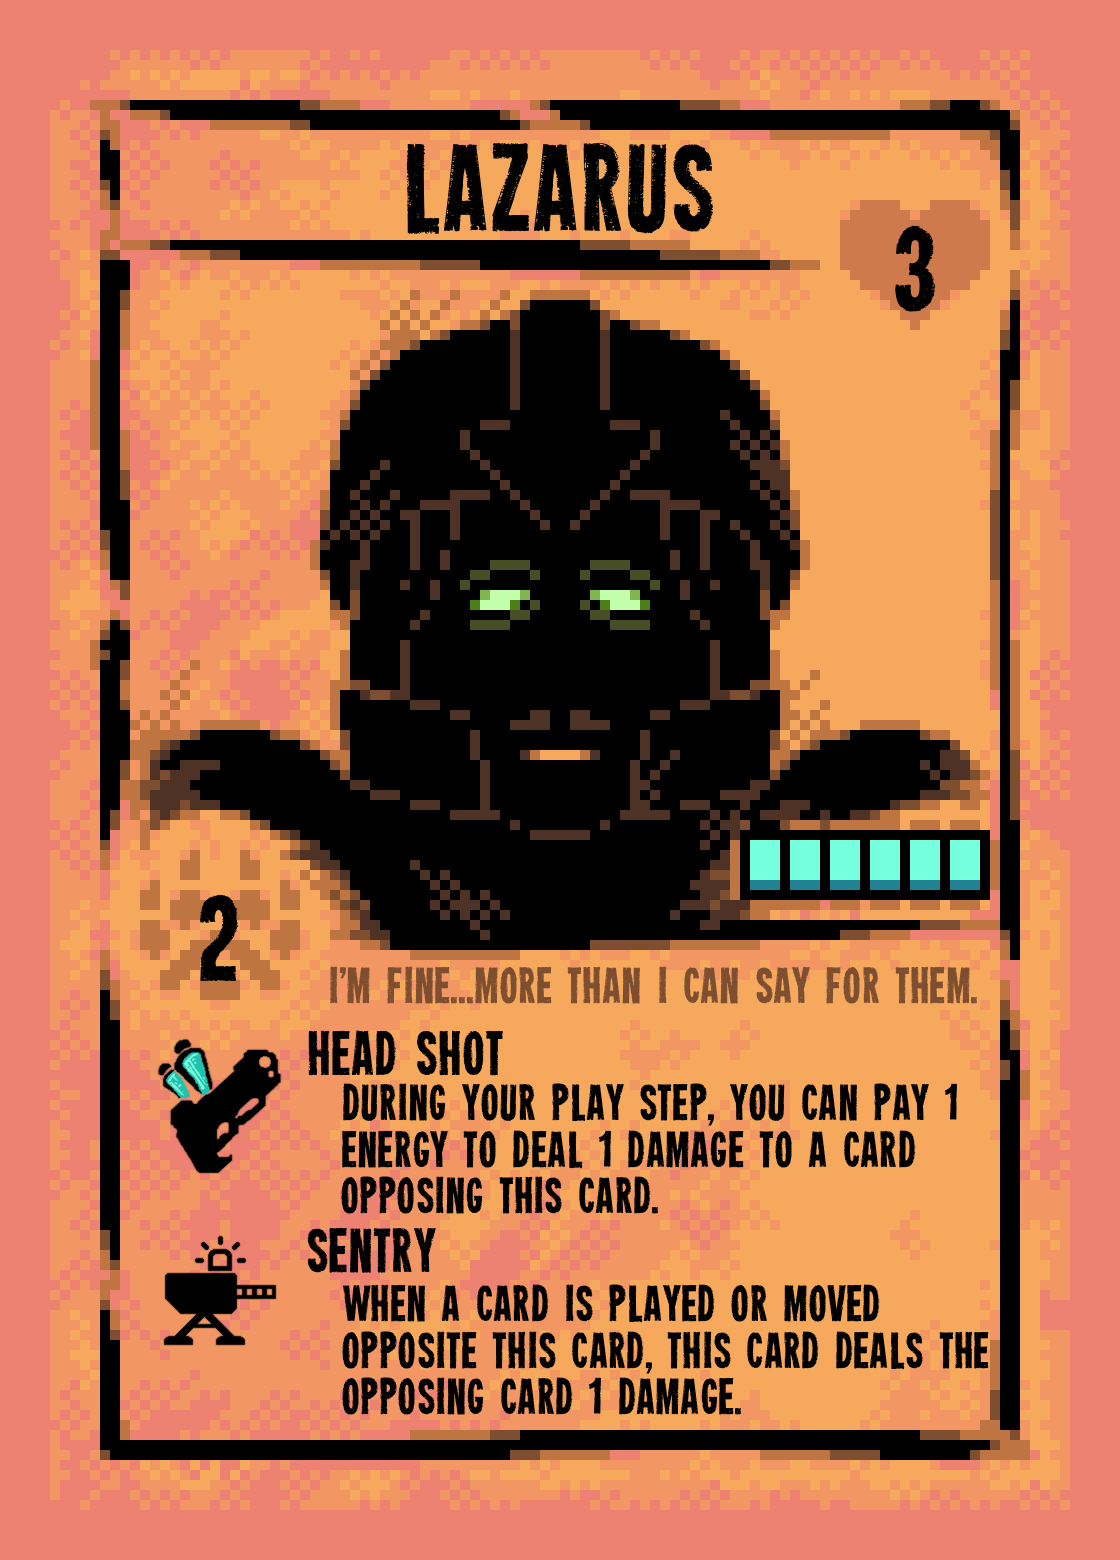 LAZARUS
3
2
I'M FINE...MORE THAN I CAN SAY FOR THEM.
HEAD SHOT
DURING YOUR PLAY STEP, YOU CAN PAY 1
ENERGY TO DEAL 1 DAMAGE TO A CARD
OPPOSING THIS CARD.
SENTRY
WHEN A CARD IS PLAYED OR MOVED
OPPOSITE THIS CARD, THIS CARD DEALS THE
OPPOSING CARD 1 DAMAGE.